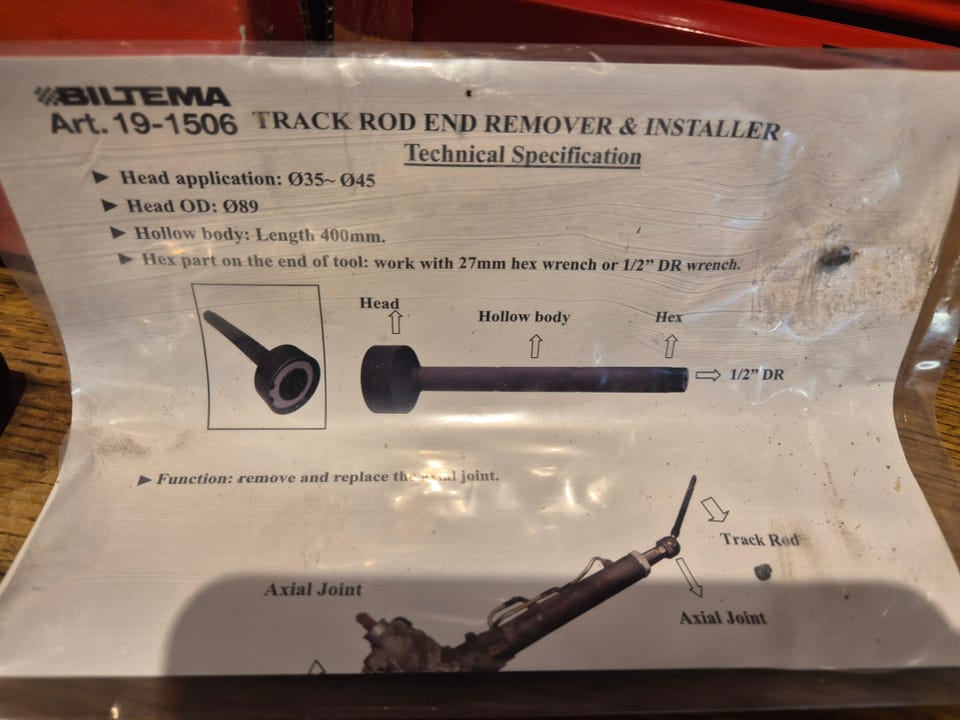 BILTEMA
Art. 19-1506 TRACK ROD END REMOVER & INSTALLER
Technical Specification
► Head application: Ø35~ Ø45
► Head OD: Ø89
► Hollow body: Length 400mm.
► Hex part on the end of tool: work with 27mm hex wrench or 1/2” DR wrench.
Head
Hollow body
Hex
1/2” DR
► Function: remove and replace the axial joint.
Track Rod
Axial Joint
Axial Joint